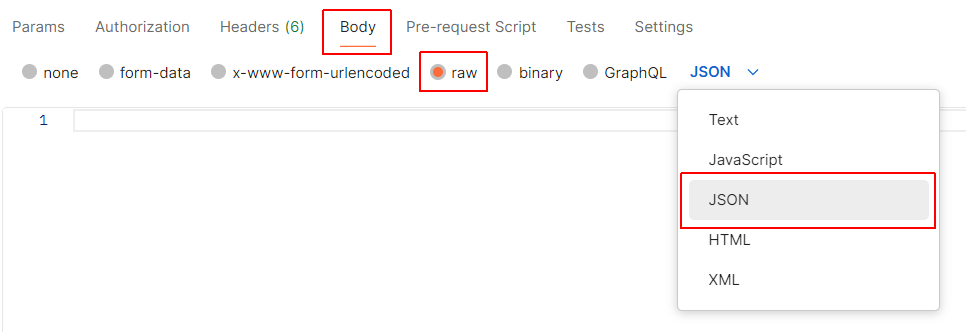 Params Authorization Headers (6) Body Pre-request Script Tests Settings
none form-data x-www-form-urlencoded raw binary GraphQL JSON
1
Text
JavaScript
JSON
HTML
XML